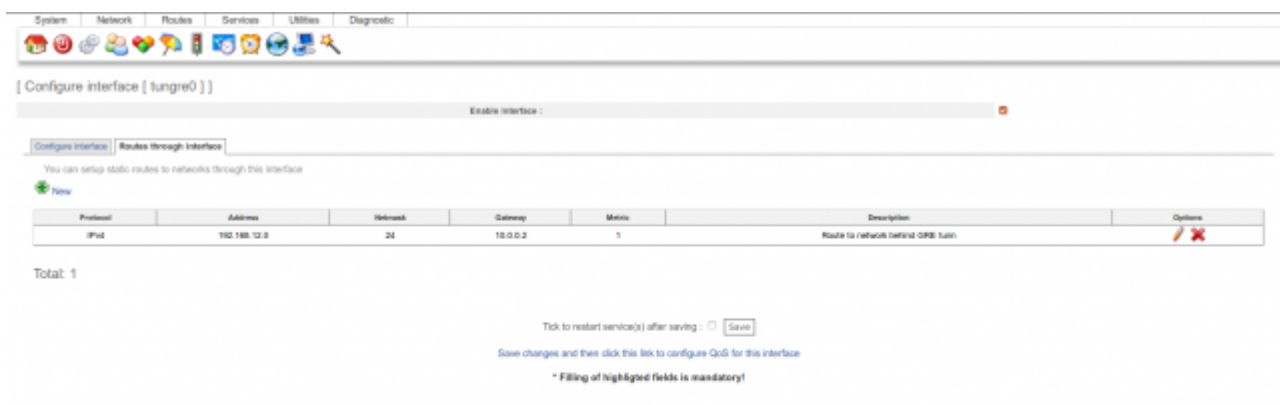 System Network Routes Services Utilities Diagnostic
[ Configure interface [ tungre0 ] ]
Enable interface :
Configure interface Routes through interface
You can setup static routes to networks through this interface
New
Protocol Address Netmask Gateway Metric Description Options
IPv4 192.168.12.0 24 10.0.0.2 1 Route to network behind GRE tunn
Total: 1
Tick to restart service(s) after saving : Save
Save changes and then click this link to configure QoS for this interface
* Filling of highligted fields is mandatory!